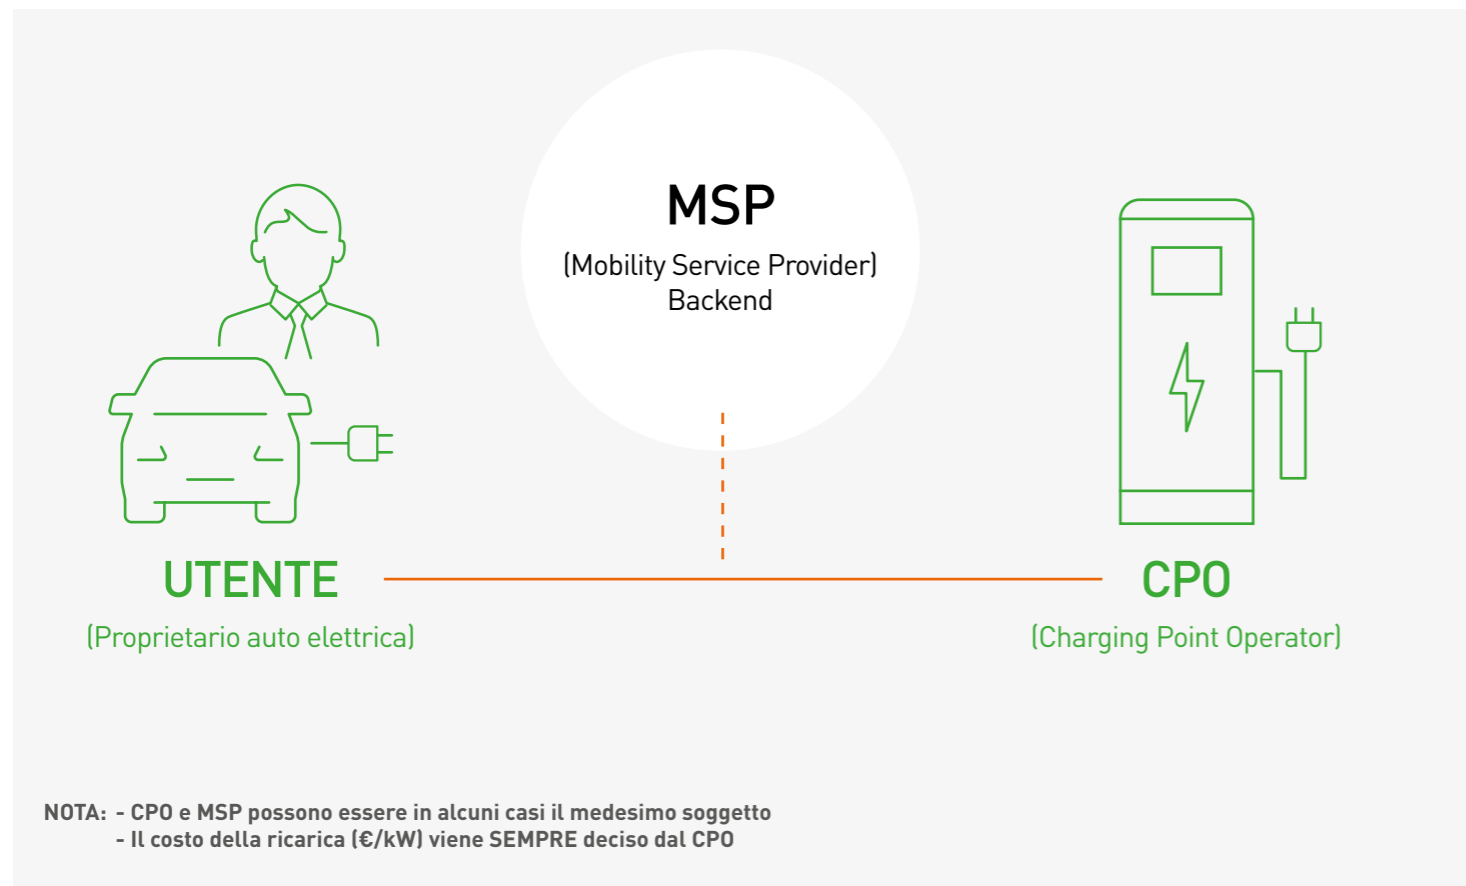 MSP
(Mobility Service Provider)
Backend
UTENTE
(Proprietario auto elettrica)
CPO
(Charging Point Operator)
NOTA: - CPO e MSP possono essere in alcuni casi il medesimo soggetto
- Il costo della ricarica (€/kW) viene SEMPRE deciso dal CPO